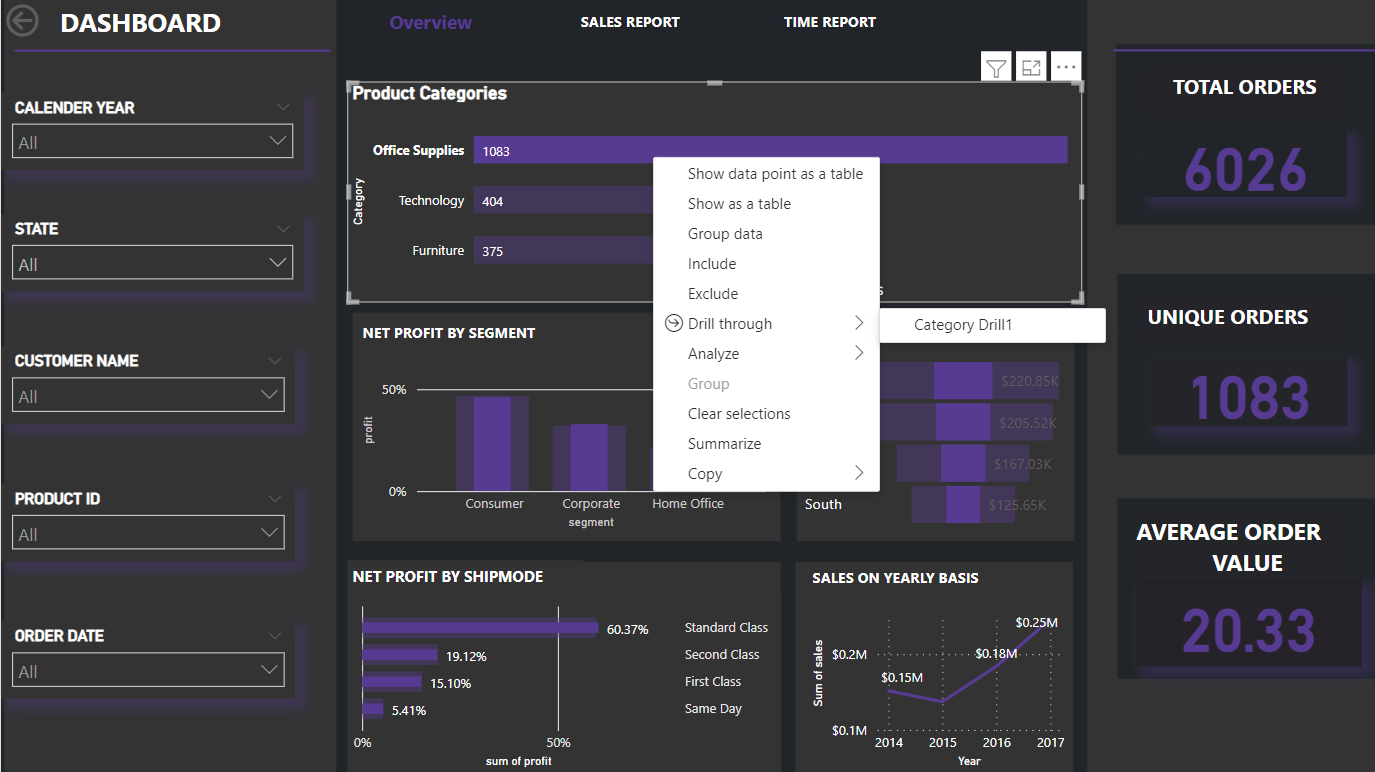 DASHBOARD
Overview
SALES REPORT
TIME REPORT
CALENDER YEAR
All
STATE
All
CUSTOMER NAME
All
PRODUCT ID
All
ORDER DATE
All
Product Categories
Category
Office Supplies
1083
Technology
404
Furniture
375
s
Show data point as a table
Show as a table
Group data
Include
Exclude
Drill through
Category Drill1
Analyze
Group
Clear selections
Summarize
Copy
NET PROFIT BY SEGMENT
50%
profit
0%
Consumer
Corporate
Home Office
segment
$220.85K
$205.52K
$167.03K
South
$125.65K
NET PROFIT BY SHIPMODE
60.37%
Standard Class
19.12%
Second Class
15.10%
First Class
5.41%
Same Day
0%
50%
sum of profit
SALES ON YEARLY BASIS
Sum of sales
$0.25M
$0.2M
$0.18M
$0.15M
$0.1M
2014
2015
2016
2017
Year
TOTAL ORDERS
6026
UNIQUE ORDERS
1083
AVERAGE ORDER
VALUE
20.33